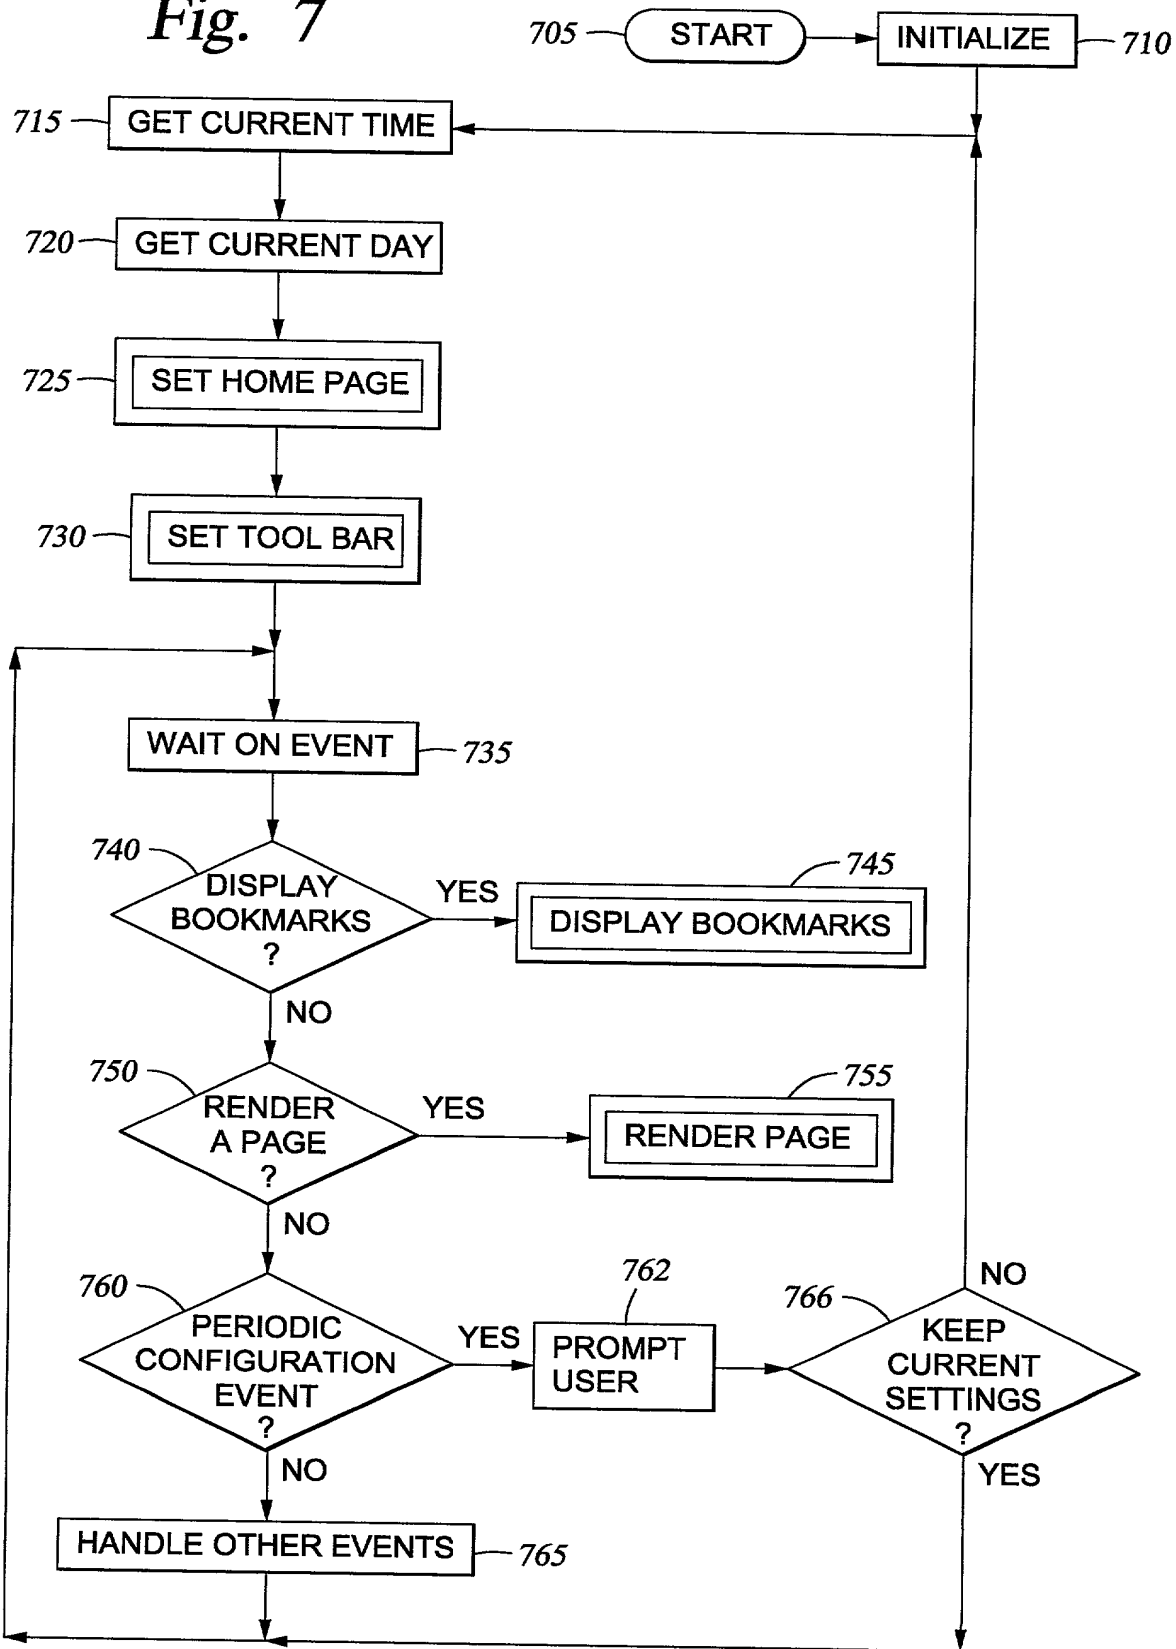 Fig. 7
705
START
INITIALIZE
710
715
GET CURRENT TIME
720
GET CURRENT DAY
725
SET HOME PAGE
730
SET TOOL BAR
WAIT ON EVENT
735
740
DISPLAY
BOOKMARKS
?
YES
745
DISPLAY BOOKMARKS
NO
750
RENDER
A PAGE
?
YES
755
RENDER PAGE
NO
760
PERIODIC
CONFIGURATION
EVENT
?
YES
762
PROMPT
USER
766
NO
KEEP
CURRENT
SETTINGS
?
YES
NO
HANDLE OTHER EVENTS
765